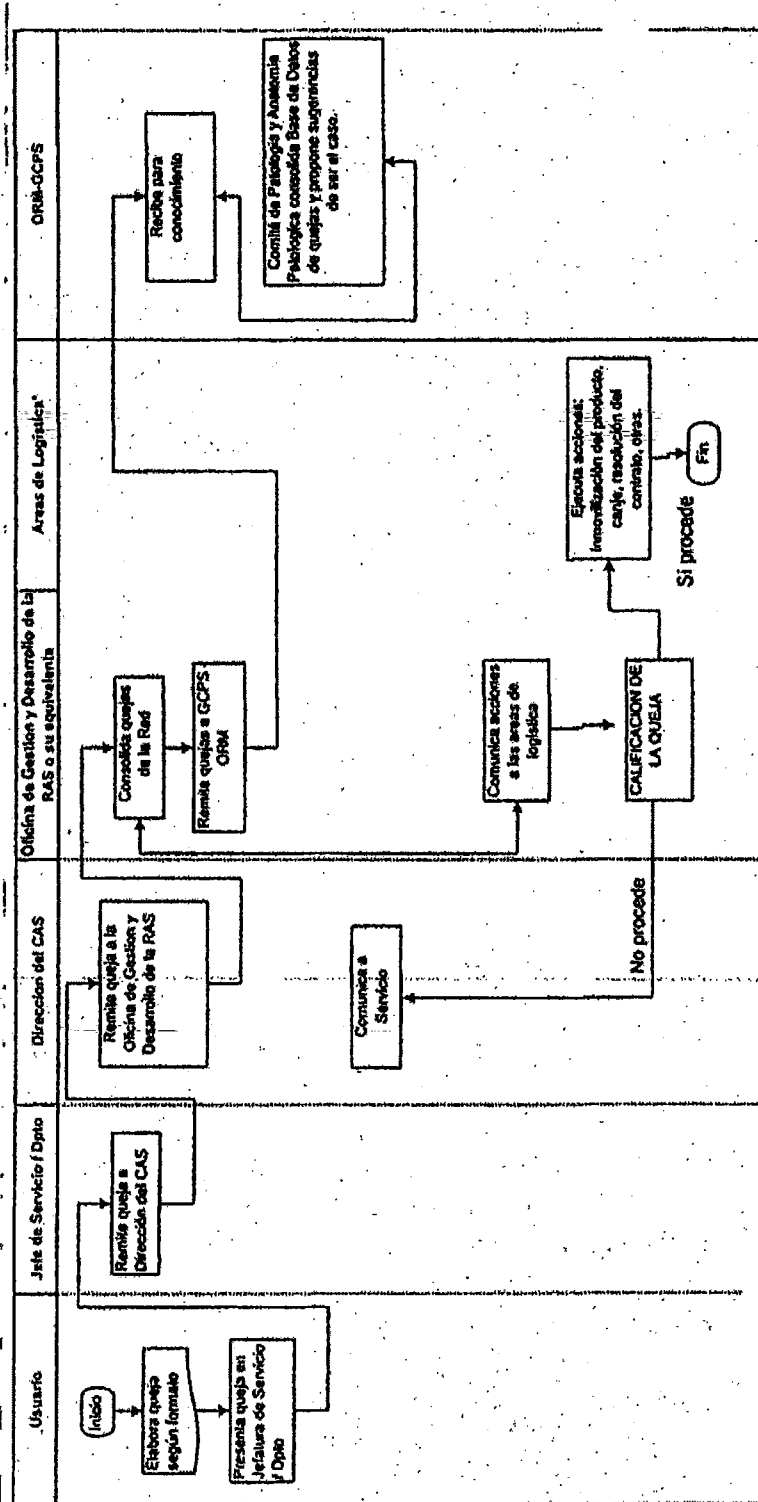 Usuario
Jefe de Servicio / Dpto
Dirección del CAS
Oficina de Gestion y Desarrollo de la
RAS o su equivalente
Áreas de Logística*
ORM-GCPS
Inicio
Elabora queja
según formato
Presenta queja en
Jefatura de Servicio
/ Dpto
Remite queja a
Dirección del CAS
Remite queja a la
Oficina de Gestion y
Desarrollo de la RAS
Consolida quejas
de la Red
Remite quejas a GCPS-
ORM
Recibe para
conocimiento
Comité de Patología y Anatomía
Patologica consolida Base de Datos
de quejas y propone sugerencias
de ser el caso.
Comunica acciones
a las areas de
logística
CALIFICACION DE
LA QUEJA
No procede
Comunica a
Servicio
Ejecuta acciones:
Inmovilización del producto,
canje, resolución del
contrato, otras.
Si procede
Fin